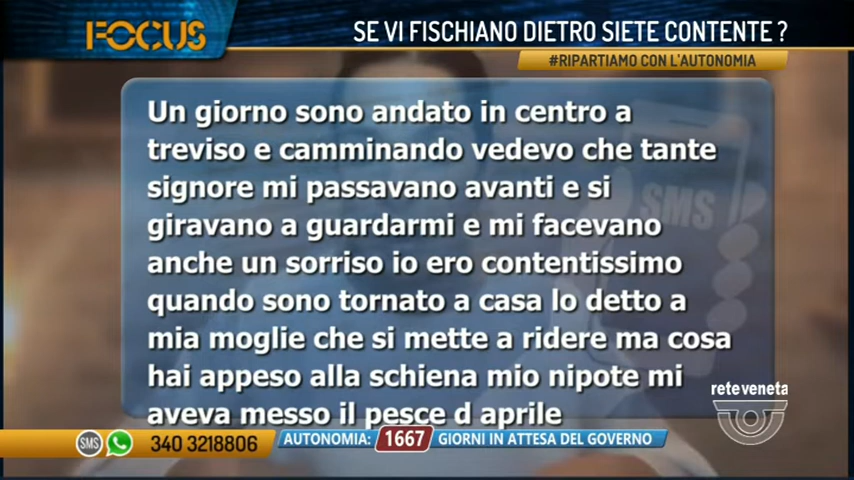 FOCUS
SE VI FISCHIANO DIETRO SIETE CONTENTE ?
#RIPARTIAMO CON L'AUTONOMIA
Un giorno sono andato in centro a
treviso e camminando vedevo che tante
signore mi passavano avanti e si
giravano a guardarmi e mi facevano
anche un sorriso io ero contentissimo
quando sono tornato a casa lo detto a
mia moglie che si mette a ridere ma cosa
hai appeso alla schiena mio nipote mi
aveva messo il pesce d aprile
SMS
reteveneta
SMS 340 3218806 AUTONOMIA: 1667 GIORNI IN ATTESA DEL GOVERNO